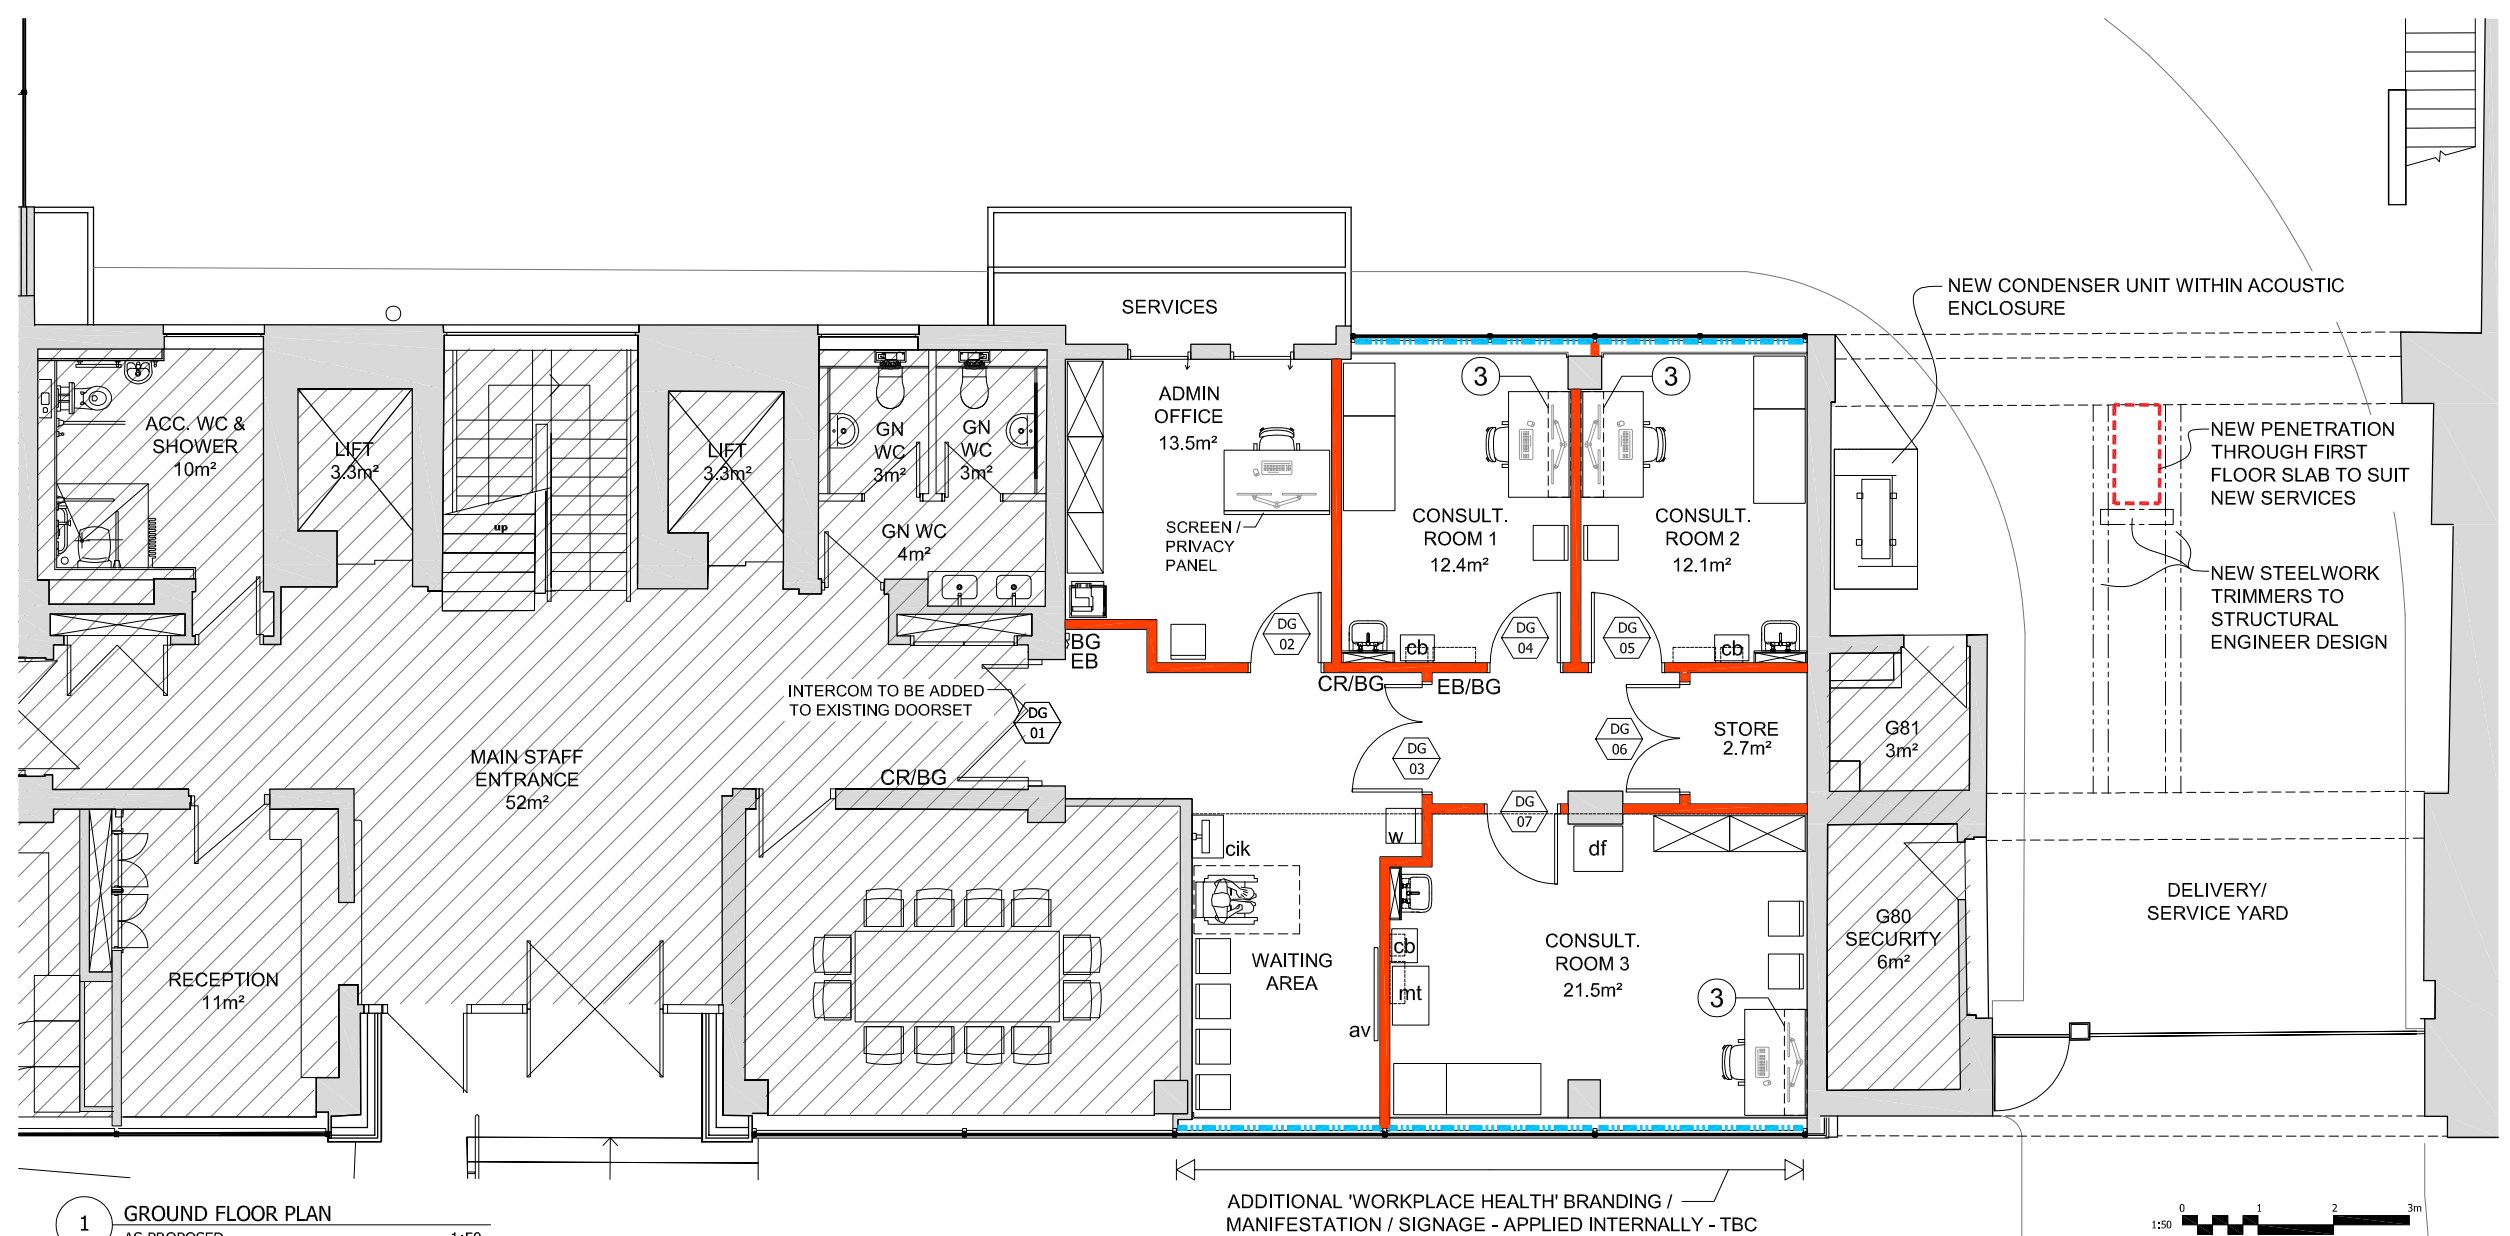 SERVICES
NEW CONDENSER UNIT WITHIN ACOUSTIC
ENCLOSURE
ACC. WC &
SHOWER
10m²
LIFT
3.3m²
up
LIFT
3.3m²
GN
WC
3m²
GN
WC
3m²
GN WC
4m²
ADMIN
OFFICE
13.5m²
SCREEN /
PRIVACY
PANEL
3
3
CONSULT.
ROOM 1
12.4m²
CONSULT.
ROOM 2
12.1m²
NEW PENETRATION
THROUGH FIRST
FLOOR SLAB TO SUIT
NEW SERVICES
NEW STEELWORK
TRIMMERS TO
STRUCTURAL
ENGINEER DESIGN
BG
EB
DG
02
cb
DG
04
DG
05
cb
CR/BG
EB/BG
INTERCOM TO BE ADDED
TO EXISTING DOORSET
DG
01
DG
03
DG
06
STORE
2.7m²
G81
3m²
MAIN STAFF
ENTRANCE
52m²
CR/BG
DG
07
w
cik
df
RECEPTION
11m²
WAITING
AREA
cb
mt
av
CONSULT.
ROOM 3
21.5m²
3
G80
SECURITY
6m²
DELIVERY/
SERVICE YARD
ADDITIONAL 'WORKPLACE HEALTH' BRANDING /
MANIFESTATION / SIGNAGE - APPLIED INTERNALLY - TBC
1
GROUND FLOOR PLAN
AS PROPOSED 1:50
1:50
0 1 2 3m